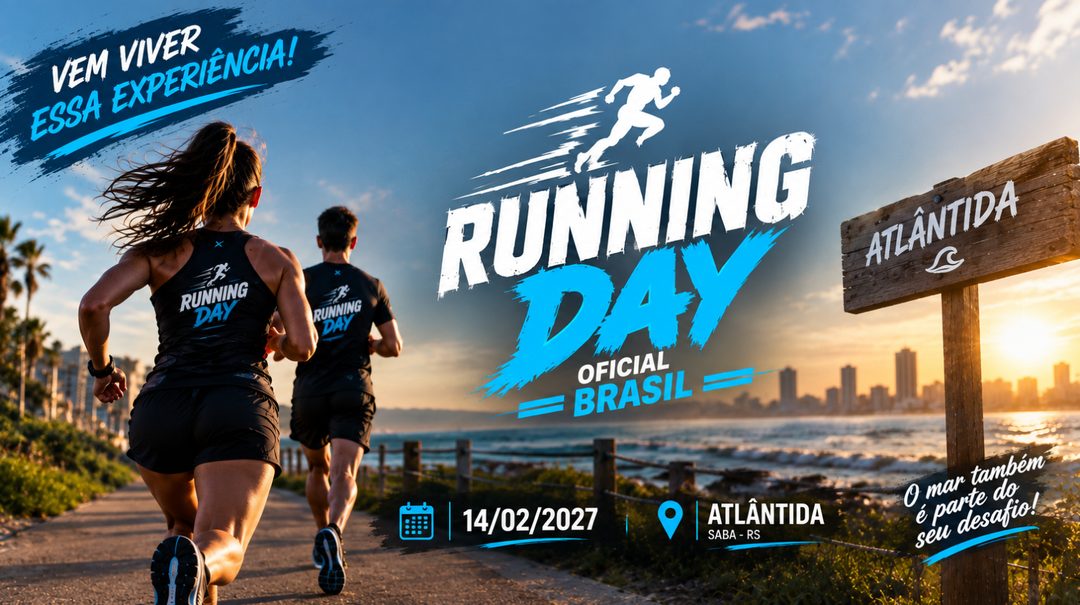 VEM VIVER
ESSA EXPERIÊNCIA!
RUNNING
DAY
OFICIAL
BRASIL
RUNNING
DAY
RUNNING
DAY
ATLÂNTIDA
14/02/2027
ATLÂNTIDA
SABA - RS
O mar também
é parte do
seu desafio!